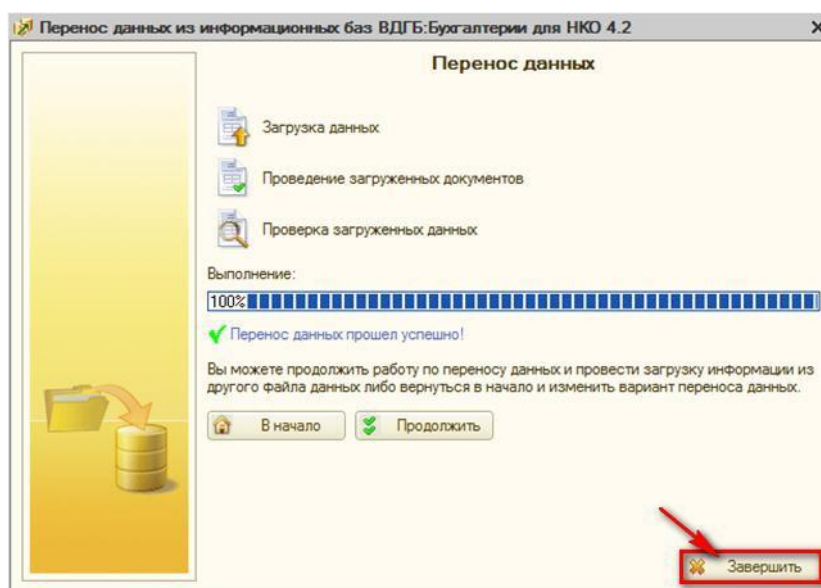 Перенос данных из информационных баз ВДГБ:Бухгалтерии для НКО 4.2
Перенос данных
Загрузка данных
Проведение загруженных документов
Проверка загруженных данных
Выполнение:
100%
Перенос данных прошел успешно!
Вы можете продолжить работу по переносу данных и провести загрузку информации из
другого файла данных либо вернуться в начало и изменить вариант переноса данных.
В начало Продолжить
Завершить